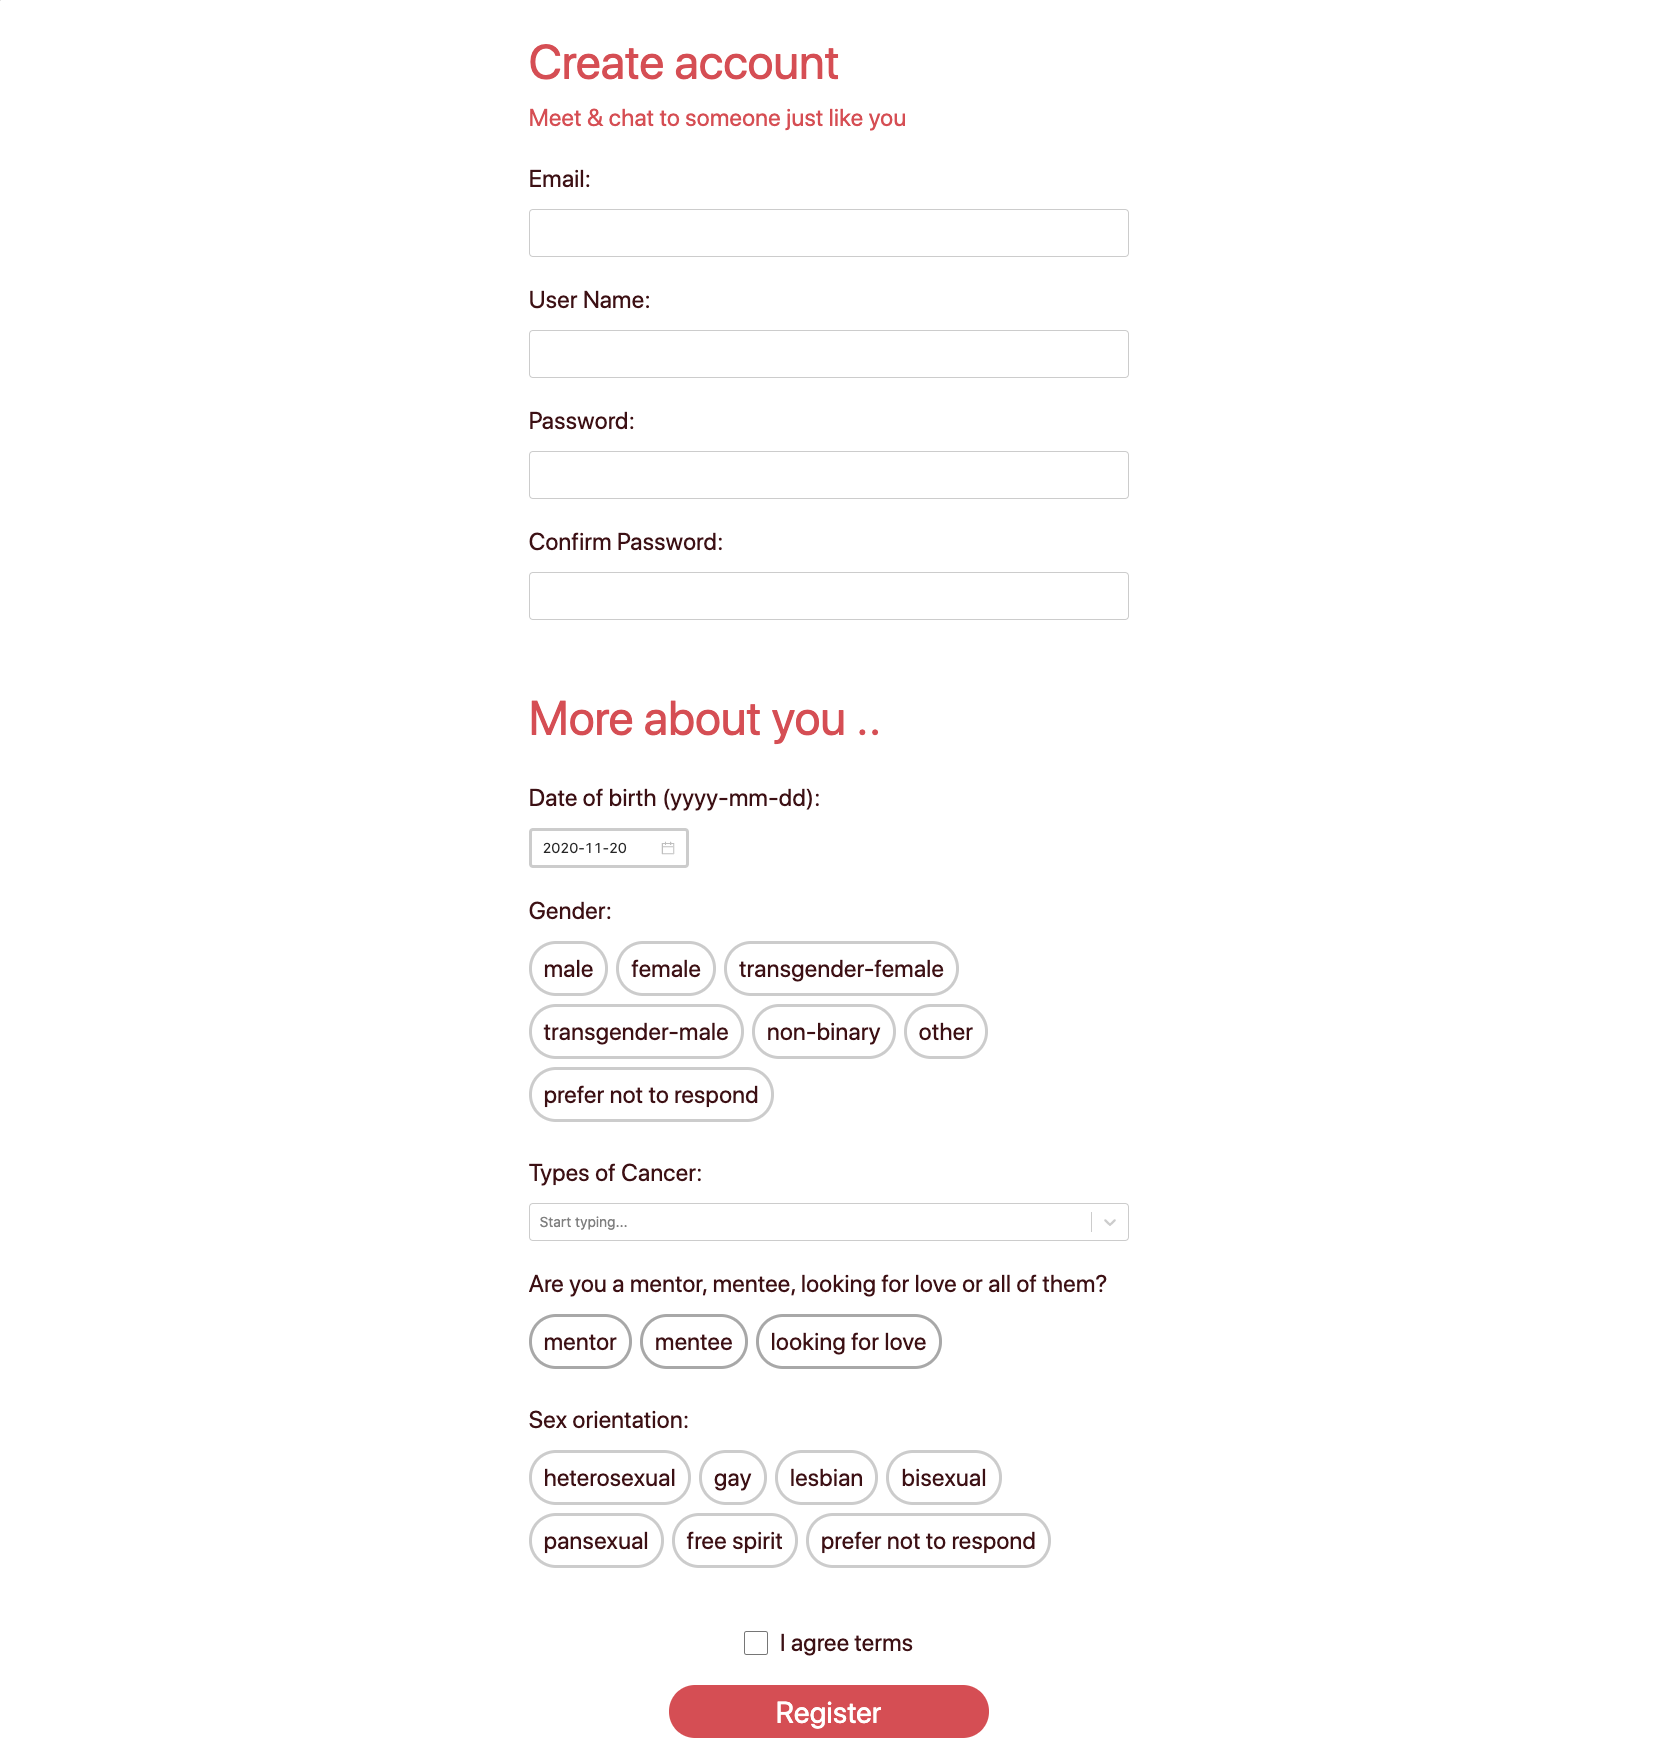 Create account
Meet & chat to someone just like you
Email:
User Name:
Password:
Confirm Password:
More about you ..
Date of birth (yyyy-mm-dd):
2020-11-20
Gender:
male female transgender-female
transgender-male non-binary other
prefer not to respond
Types of Cancer:
Start typing...
Are you a mentor, mentee, looking for love or all of them?
mentor mentee looking for love
Sex orientation:
heterosexual gay lesbian bisexual
pansexual free spirit prefer not to respond
I agree terms
Register